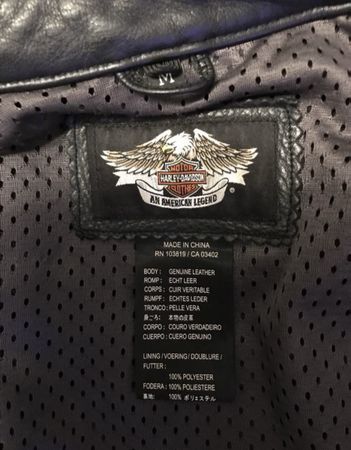 M
MOTOR
HARLEY-DAVIDSON
CLOTHES
AN AMERICAN LEGEND ®
MADE IN CHINA
RN 103819 / CA 03402
BODY : GENUINE LEATHER
ROMP : ECHT LEER
CORPS : CUIR VERITABLE
RUMPF : ECHTES LEDER
TRONCO : PELLE VERA
身ごろ : 本物の皮革
CORPO : COURO VERDADEIRO
CUERPO : CUERO GENUINO
LINING / VOERING / DOUBLURE /
FUTTER :
100% POLYESTER
FODERA : 100% POLIESTERE
裏地 : 100% ポリエステル